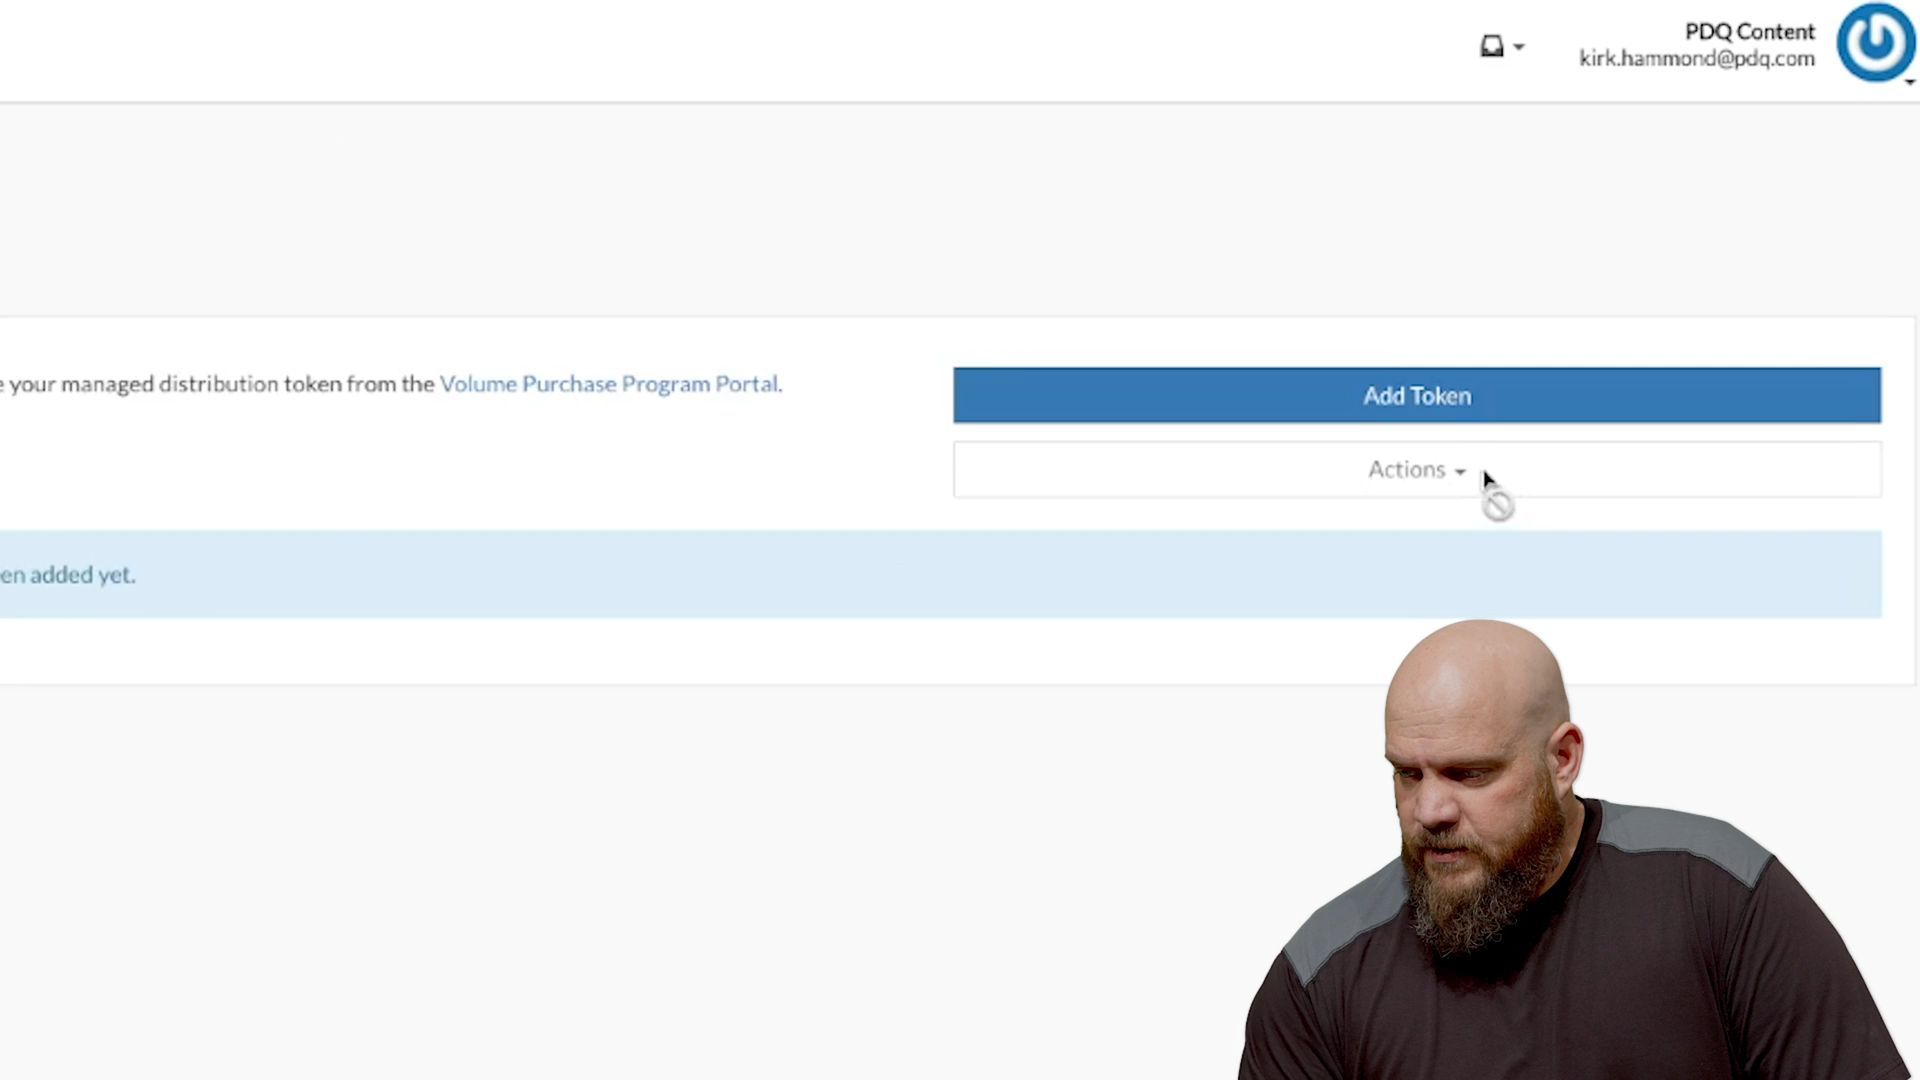 PDQ Content
kirk.hammond@pdq.com
your managed distribution token from the Volume Purchase Program Portal.
Add Token
Actions
added yet.